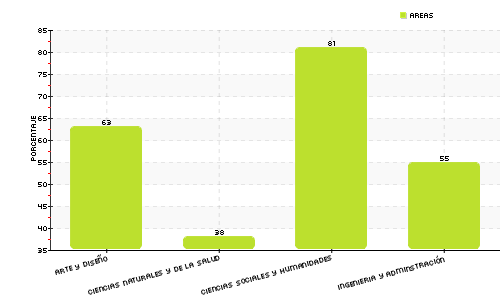 AREAS
85
80
75
70
65
60
55
50
45
40
35
PORCENTAJE
63
38
81
55
ARTE Y DISEÑO
CIENCIAS NATURALES Y DE LA SALUD
CIENCIAS SOCIALES Y HUMANIDADES
INGENIERIA Y ADMINSTRACIÓN